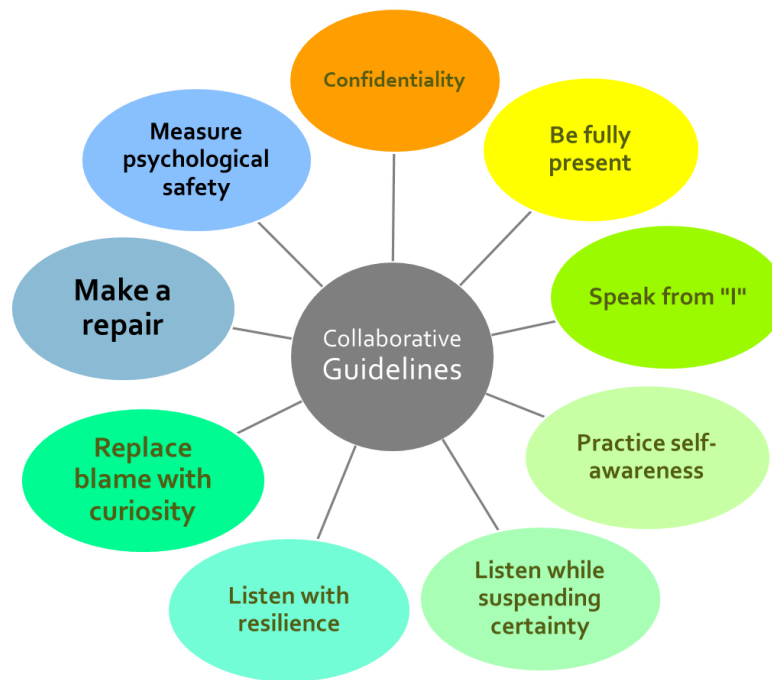 Confidentiality
Be fully
present
Speak from "I"
Practice self-
awareness
Listen while
suspending
certainty
Listen with
resilience
Replace
blame with
curiosity
Make a
repair
Measure
psychological
safety
Collaborative
Guidelines